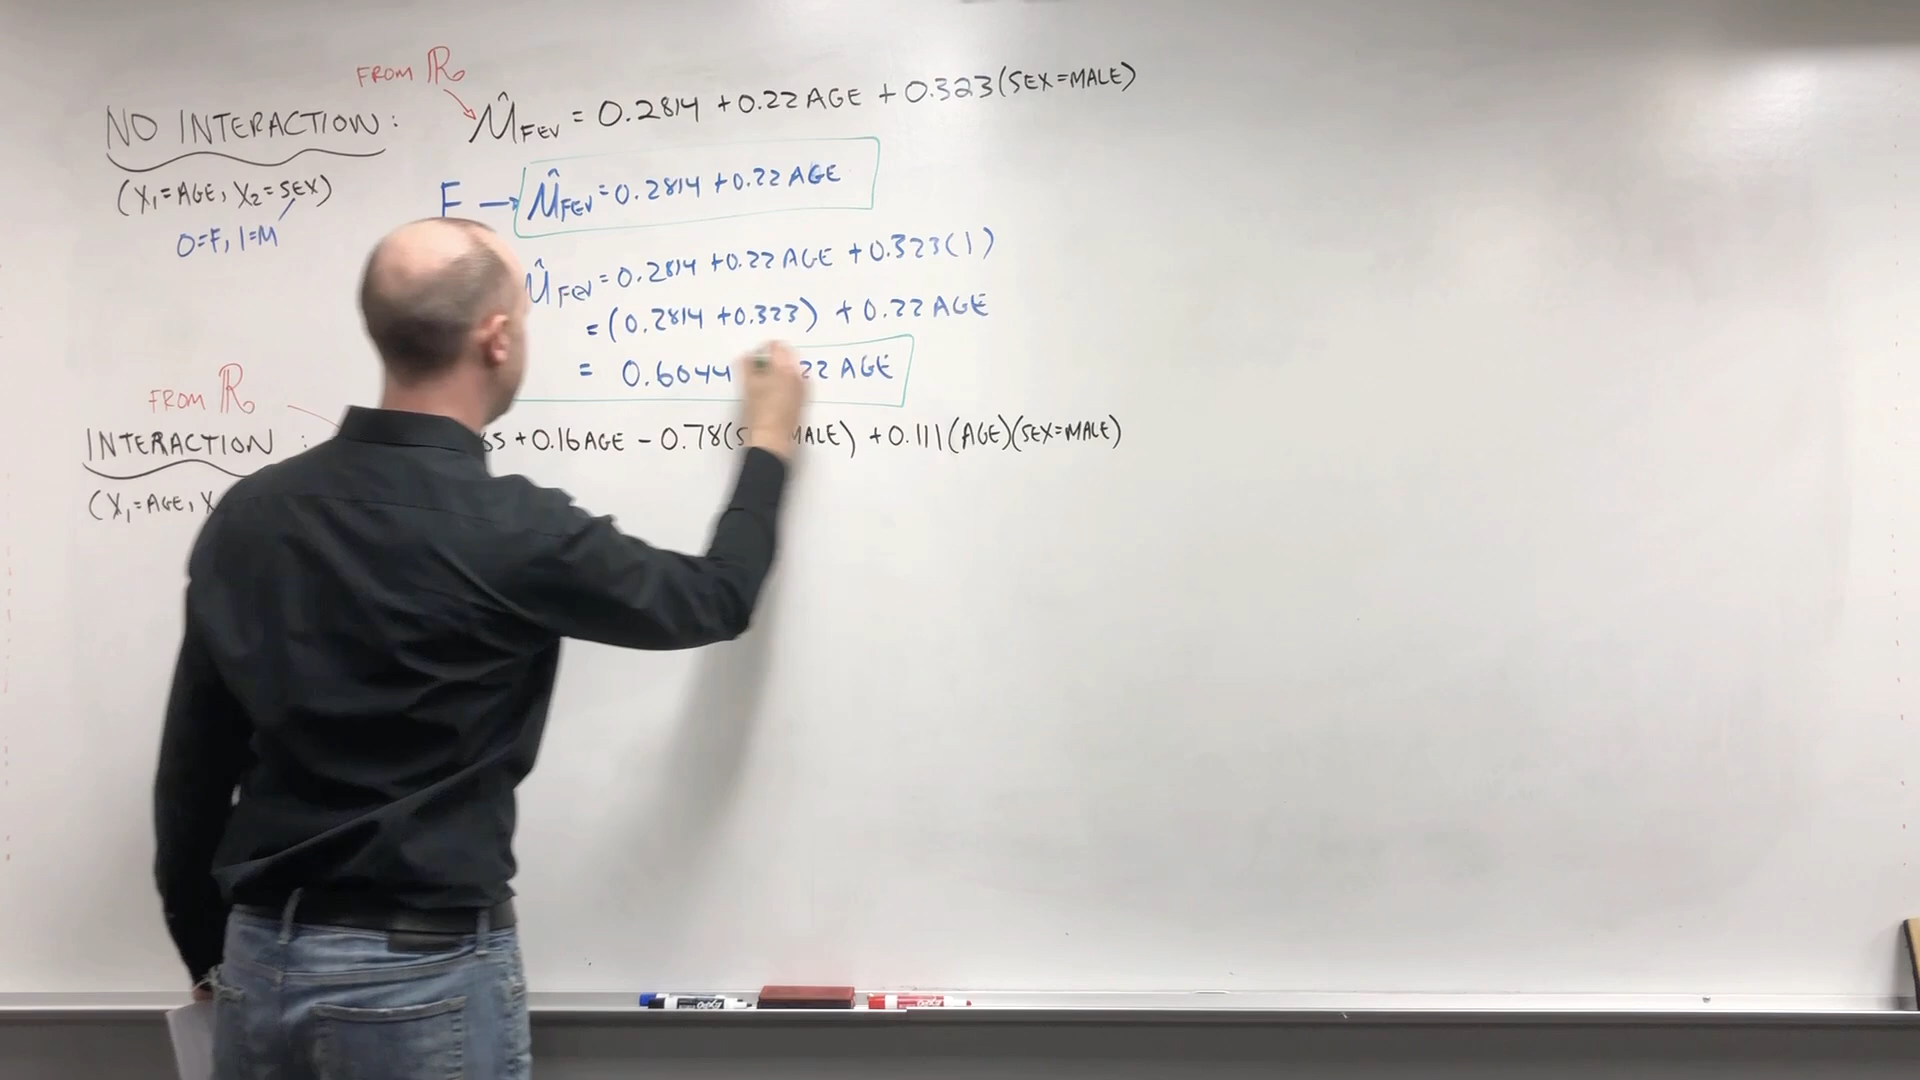 FROM R
NO INTERACTION: μ̂FEV = 0.2814 + 0.22 AGE + 0.323(SEX=MALE)
(X₁=AGE, X₂=SEX)
0=F, 1=M
F → μ̂FEV = 0.2814 + 0.22 AGE
μ̂FEV = 0.2814 + 0.22 AGE + 0.323(1)
= (0.2814 + 0.323) + 0.22 AGE
= 0.6044 22 AGE
FROM R
INTERACTION : + 0.16 AGE - 0.78( MALE) + 0.111(AGE)(SEX=MALE)
(X₁=AGE, X
EXPO